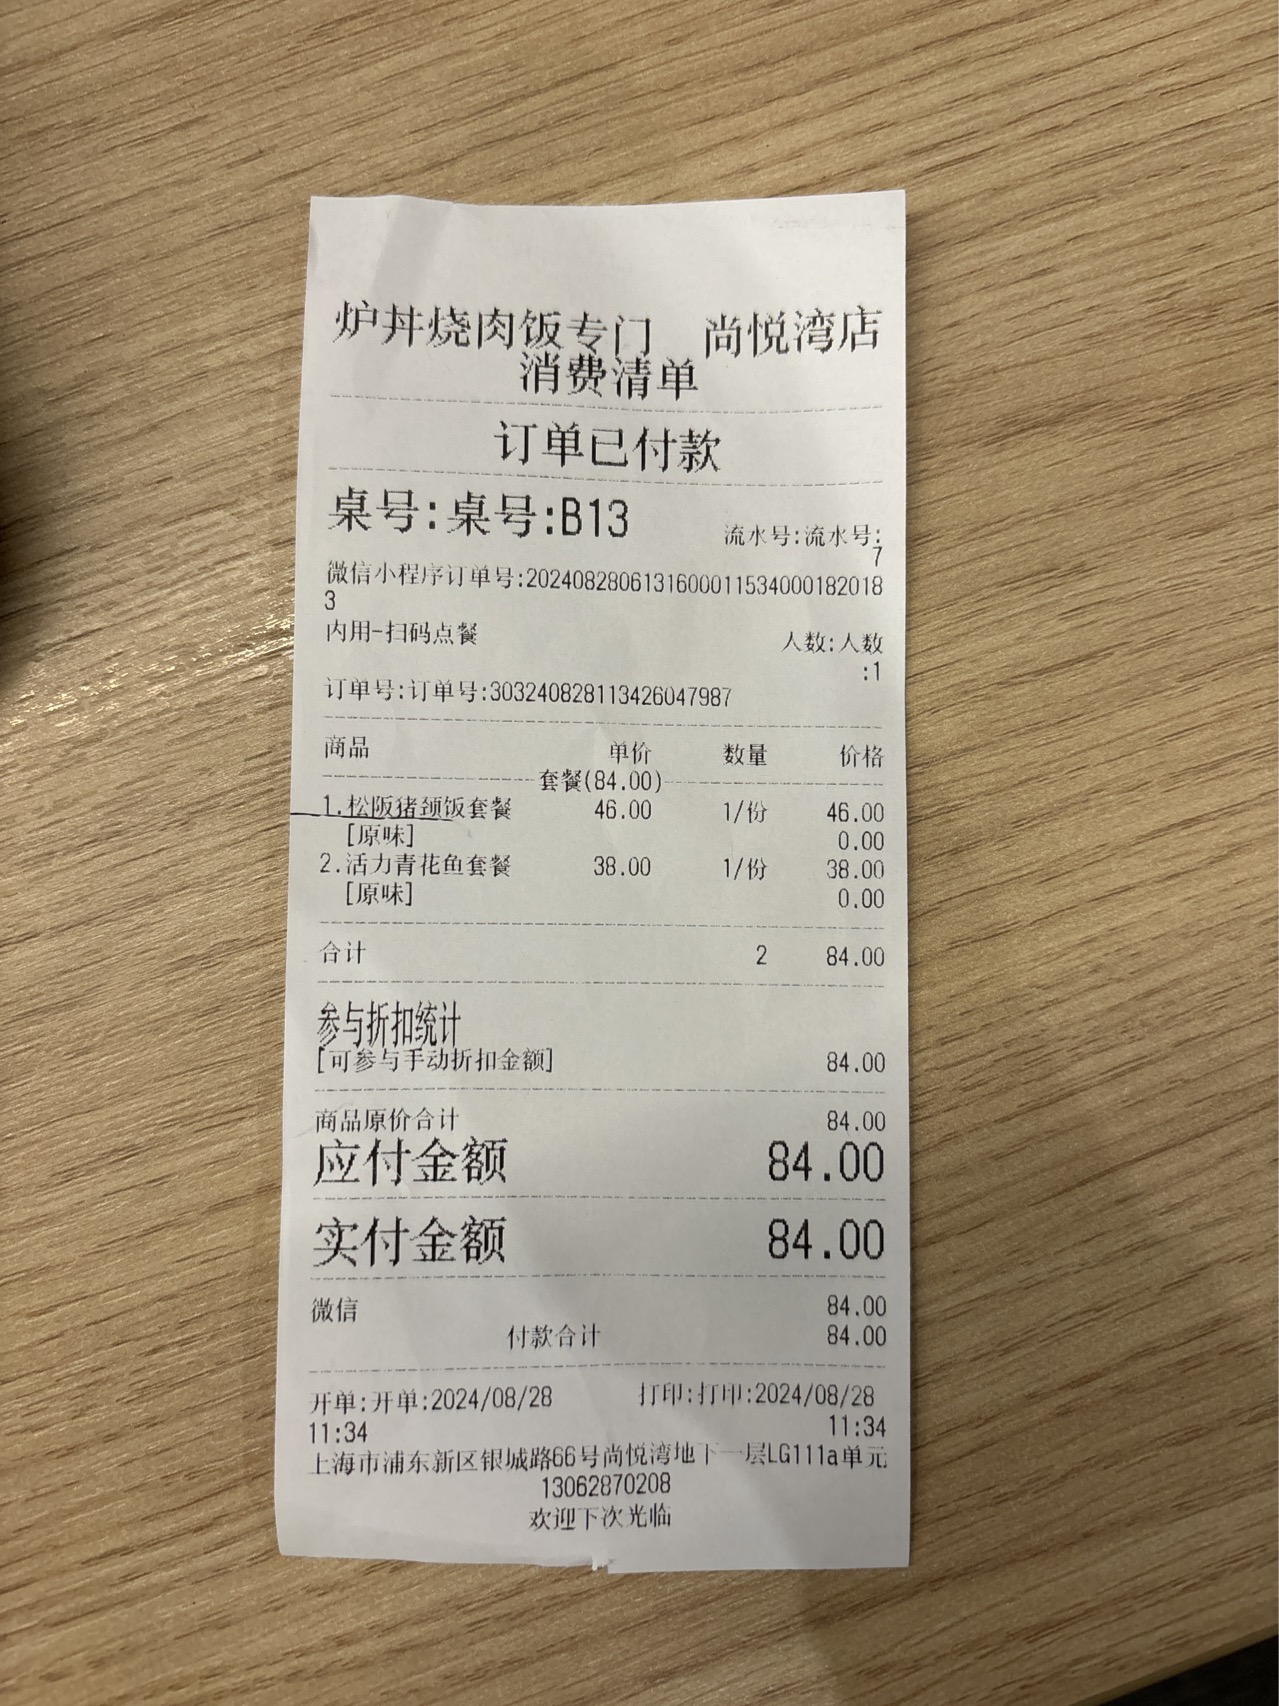 炉丼烧肉饭专门 尚悦湾店
消费清单
订单已付款
桌号:桌号:B13
流水号:流水号:
7
微信小程序订单号:2024082806131600011534000182018
3
内用-扫码点餐 人数:人数
:1
订单号:订单号:303240828113426047987
商品 单价 数量 价格
套餐(84.00)
1.松阪猪颈饭套餐 46.00 1/份 46.00
[原味] 0.00
2.活力青花鱼套餐 38.00 1/份 38.00
[原味] 0.00
合计 2 84.00
参与折扣统计
[可参与手动折扣金额] 84.00
商品原价合计 84.00
应付金额 84.00
实付金额 84.00
微信 84.00
付款合计 84.00
开单:开单:2024/08/28 打印:打印:2024/08/28
11:34 11:34
上海市浦东新区银城路66号尚悦湾地下一层LG111a单元
13062870208
欢迎下次光临